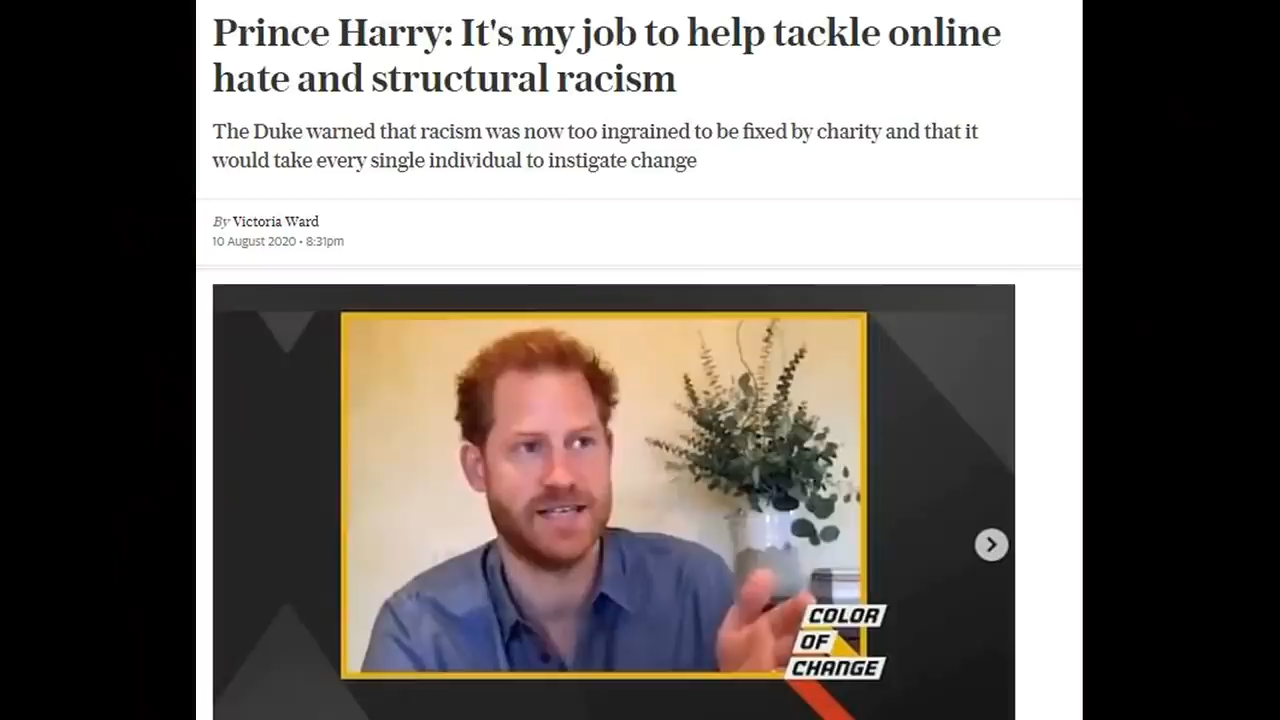 Prince Harry: It's my job to help tackle online
hate and structural racism
The Duke warned that racism was now too ingrained to be fixed by charity and that it
would take every single individual to instigate change
By Victoria Ward
10 August 2020 • 8:31pm
COLOR
OF
CHANGE